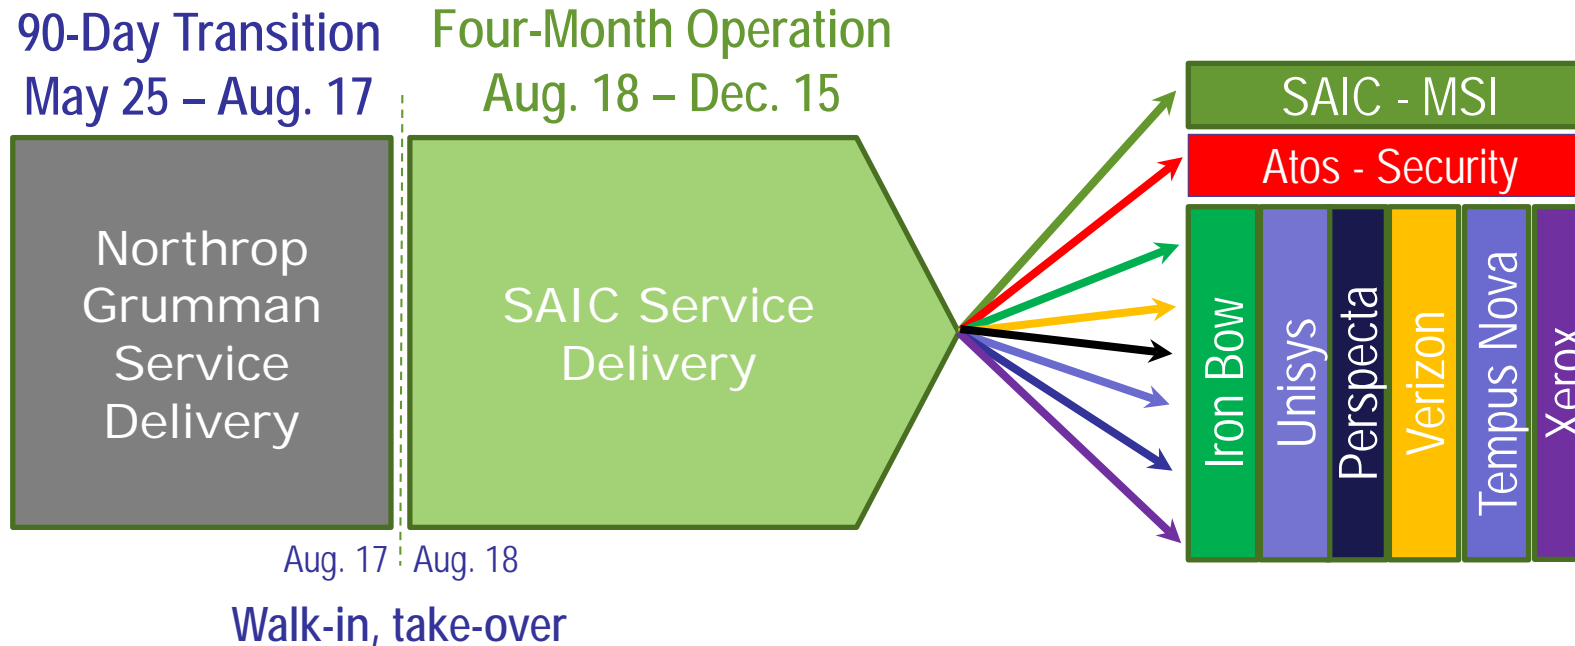 90-Day Transition
May 25 – Aug. 17
Four-Month Operation
Aug. 18 – Dec. 15
Northrop
Grumman
Service
Delivery
SAIC Service
Delivery
SAIC - MSI
Atos - Security
Iron Bow
Unisys
Perspecta
Verizon
Tempus Nova
Xerox
Aug. 17
Aug. 18
Walk-in, take-over